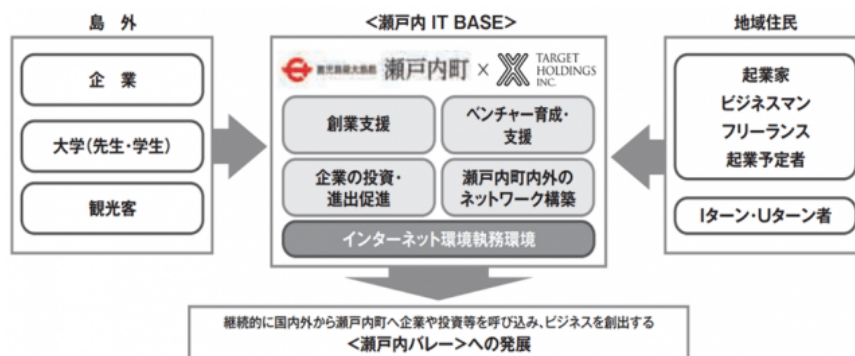 島 外
企 業
大学(先生・学生)
観光客
<瀬戸内 IT BASE>
瀬戸内町 × TARGET
HOLDINGS
INC.
創業支援
ベンチャー育成・
支援
企業の投資・
進出促進
瀬戸内町内外の
ネットワーク構築
インターネット環境執務環境
地域住民
起業家
ビジネスマン
フリーランス
起業予定者
Iターン・Uターン者
継続的に国内外から瀬戸内町へ企業や投資等を呼び込み、ビジネスを創出する
<瀬戸内バレー>への発展